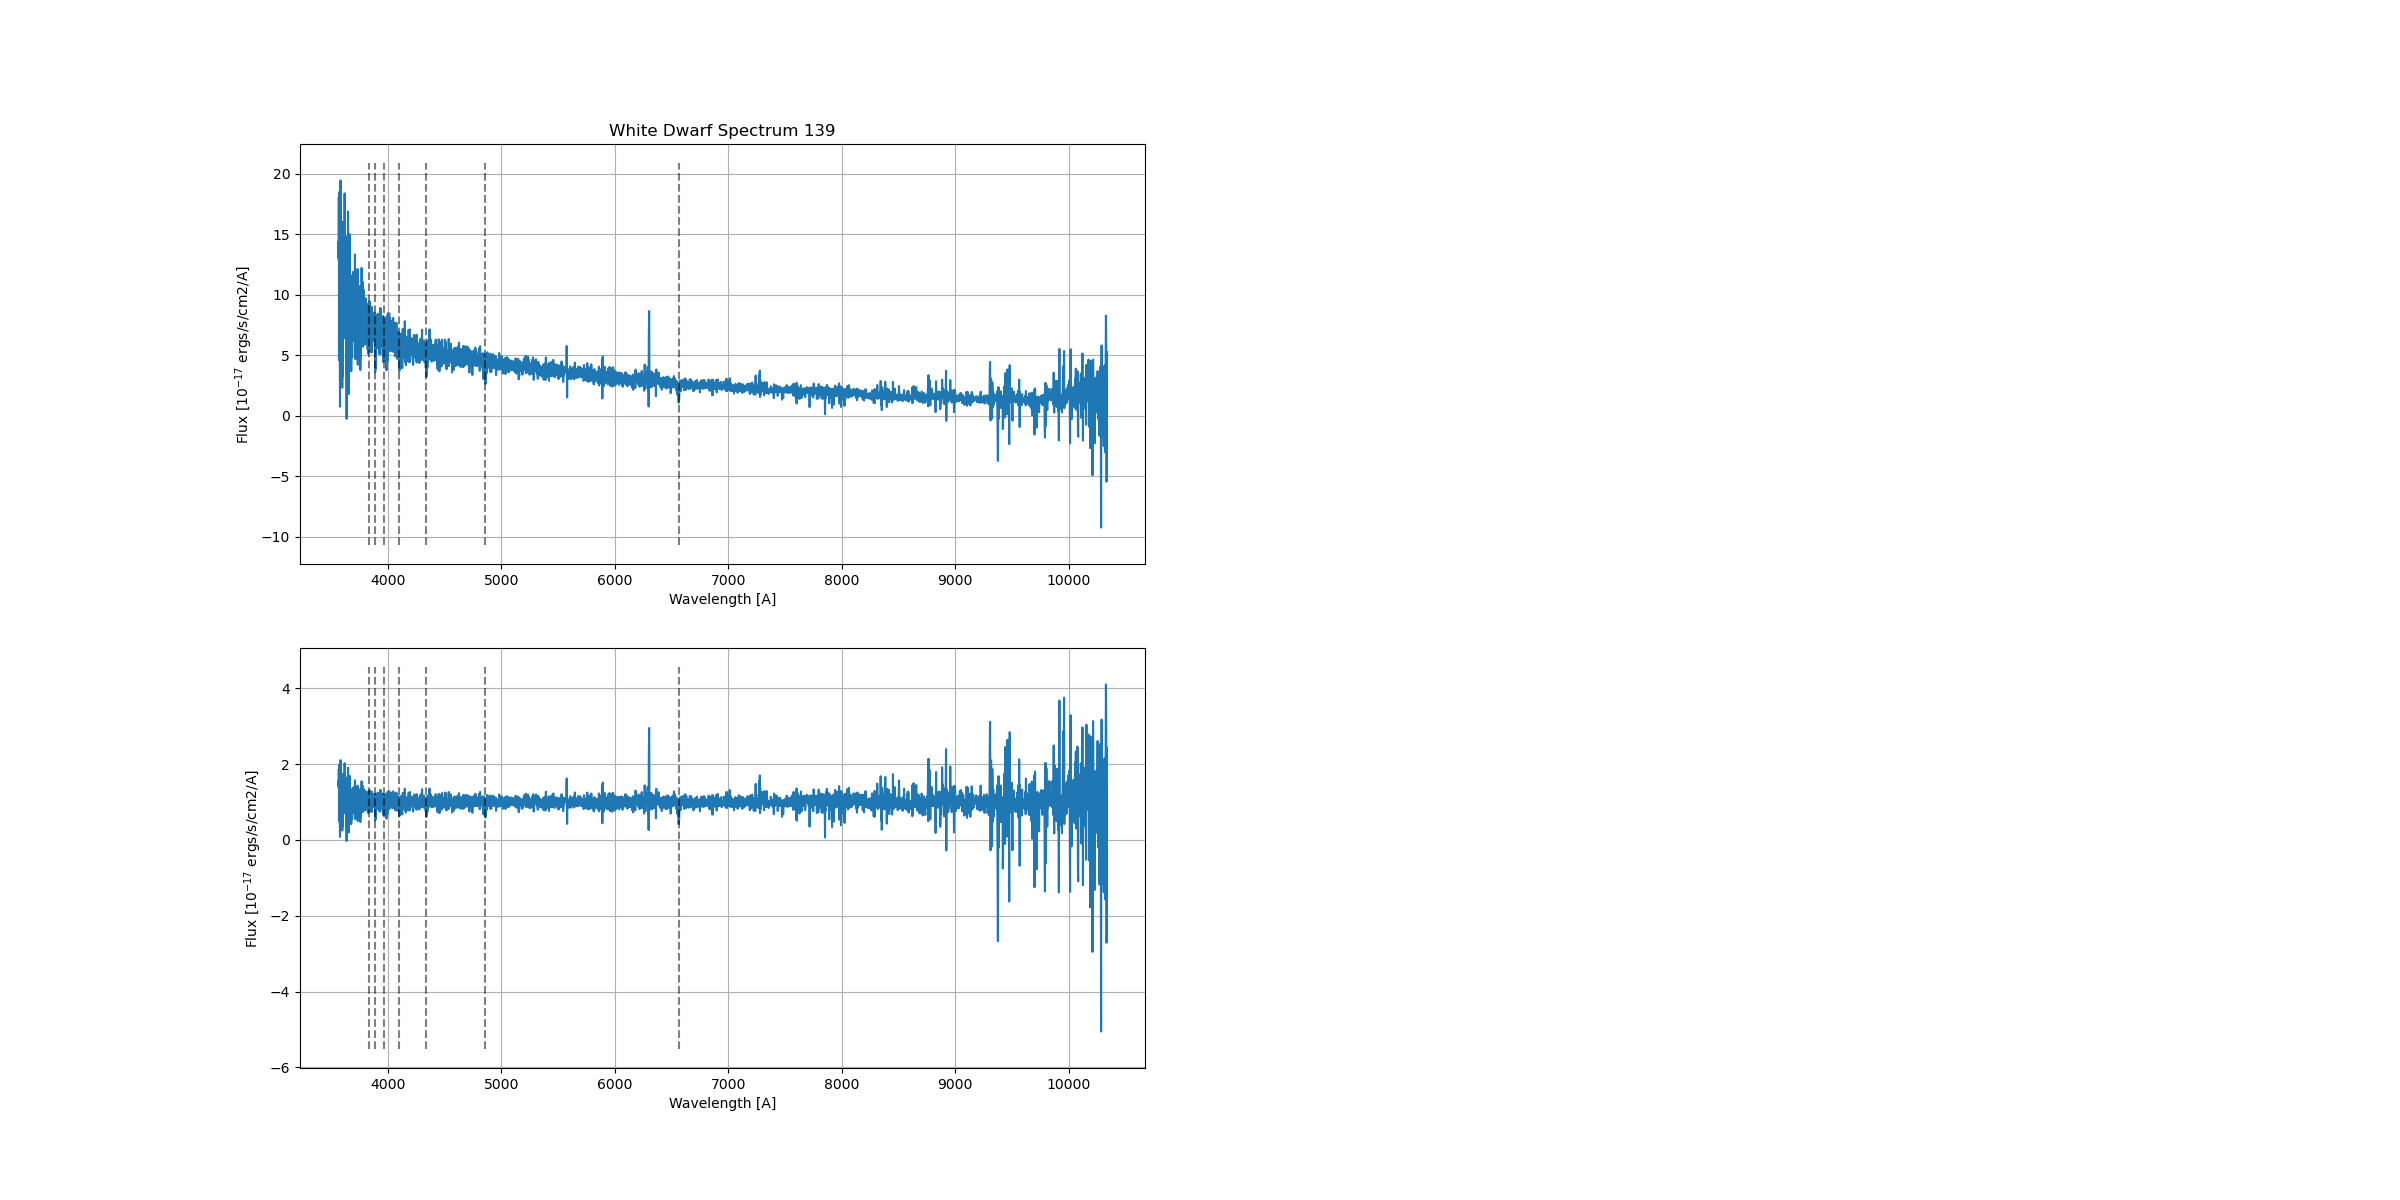 White Dwarf Spectrum 139
20
15
10
5
0
−5
−10
Flux [10⁻¹⁷ ergs/s/cm2/A]
4000 5000 6000 7000 8000 9000 10000
Wavelength [A]
4
2
0
−2
−4
−6
Flux [10⁻¹⁷ ergs/s/cm2/A]
4000 5000 6000 7000 8000 9000 10000
Wavelength [A]